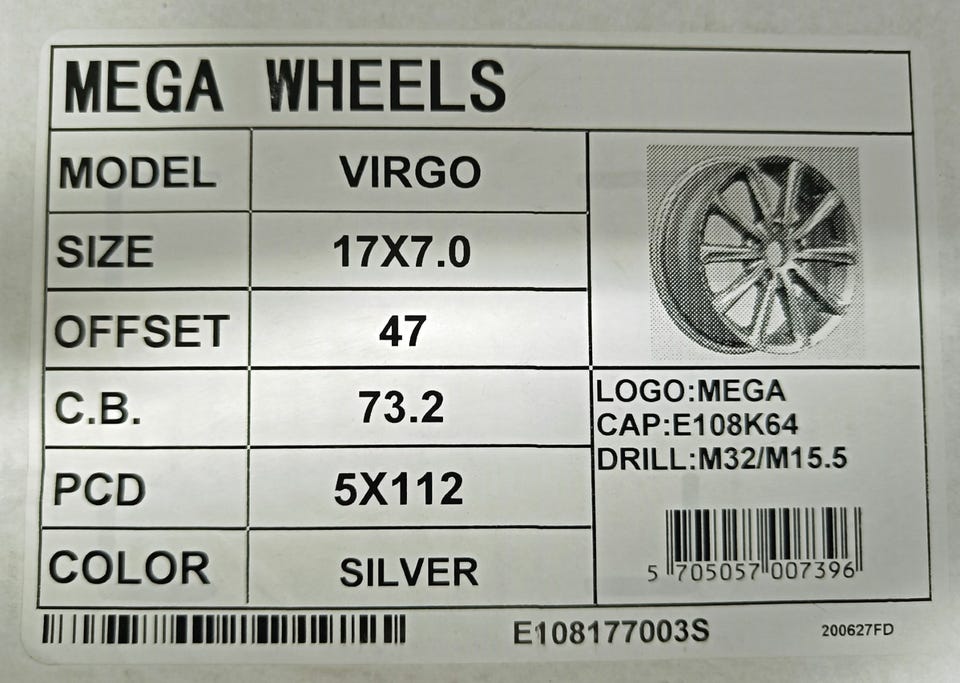 MEGA WHEELS
MODEL VIRGO
SIZE 17X7.0
OFFSET 47
C.B. 73.2
PCD 5X112
COLOR SILVER
LOGO:MEGA
CAP:E108K64
DRILL:M32/M15.5
5 705057 007396
E108177003S 200627FD